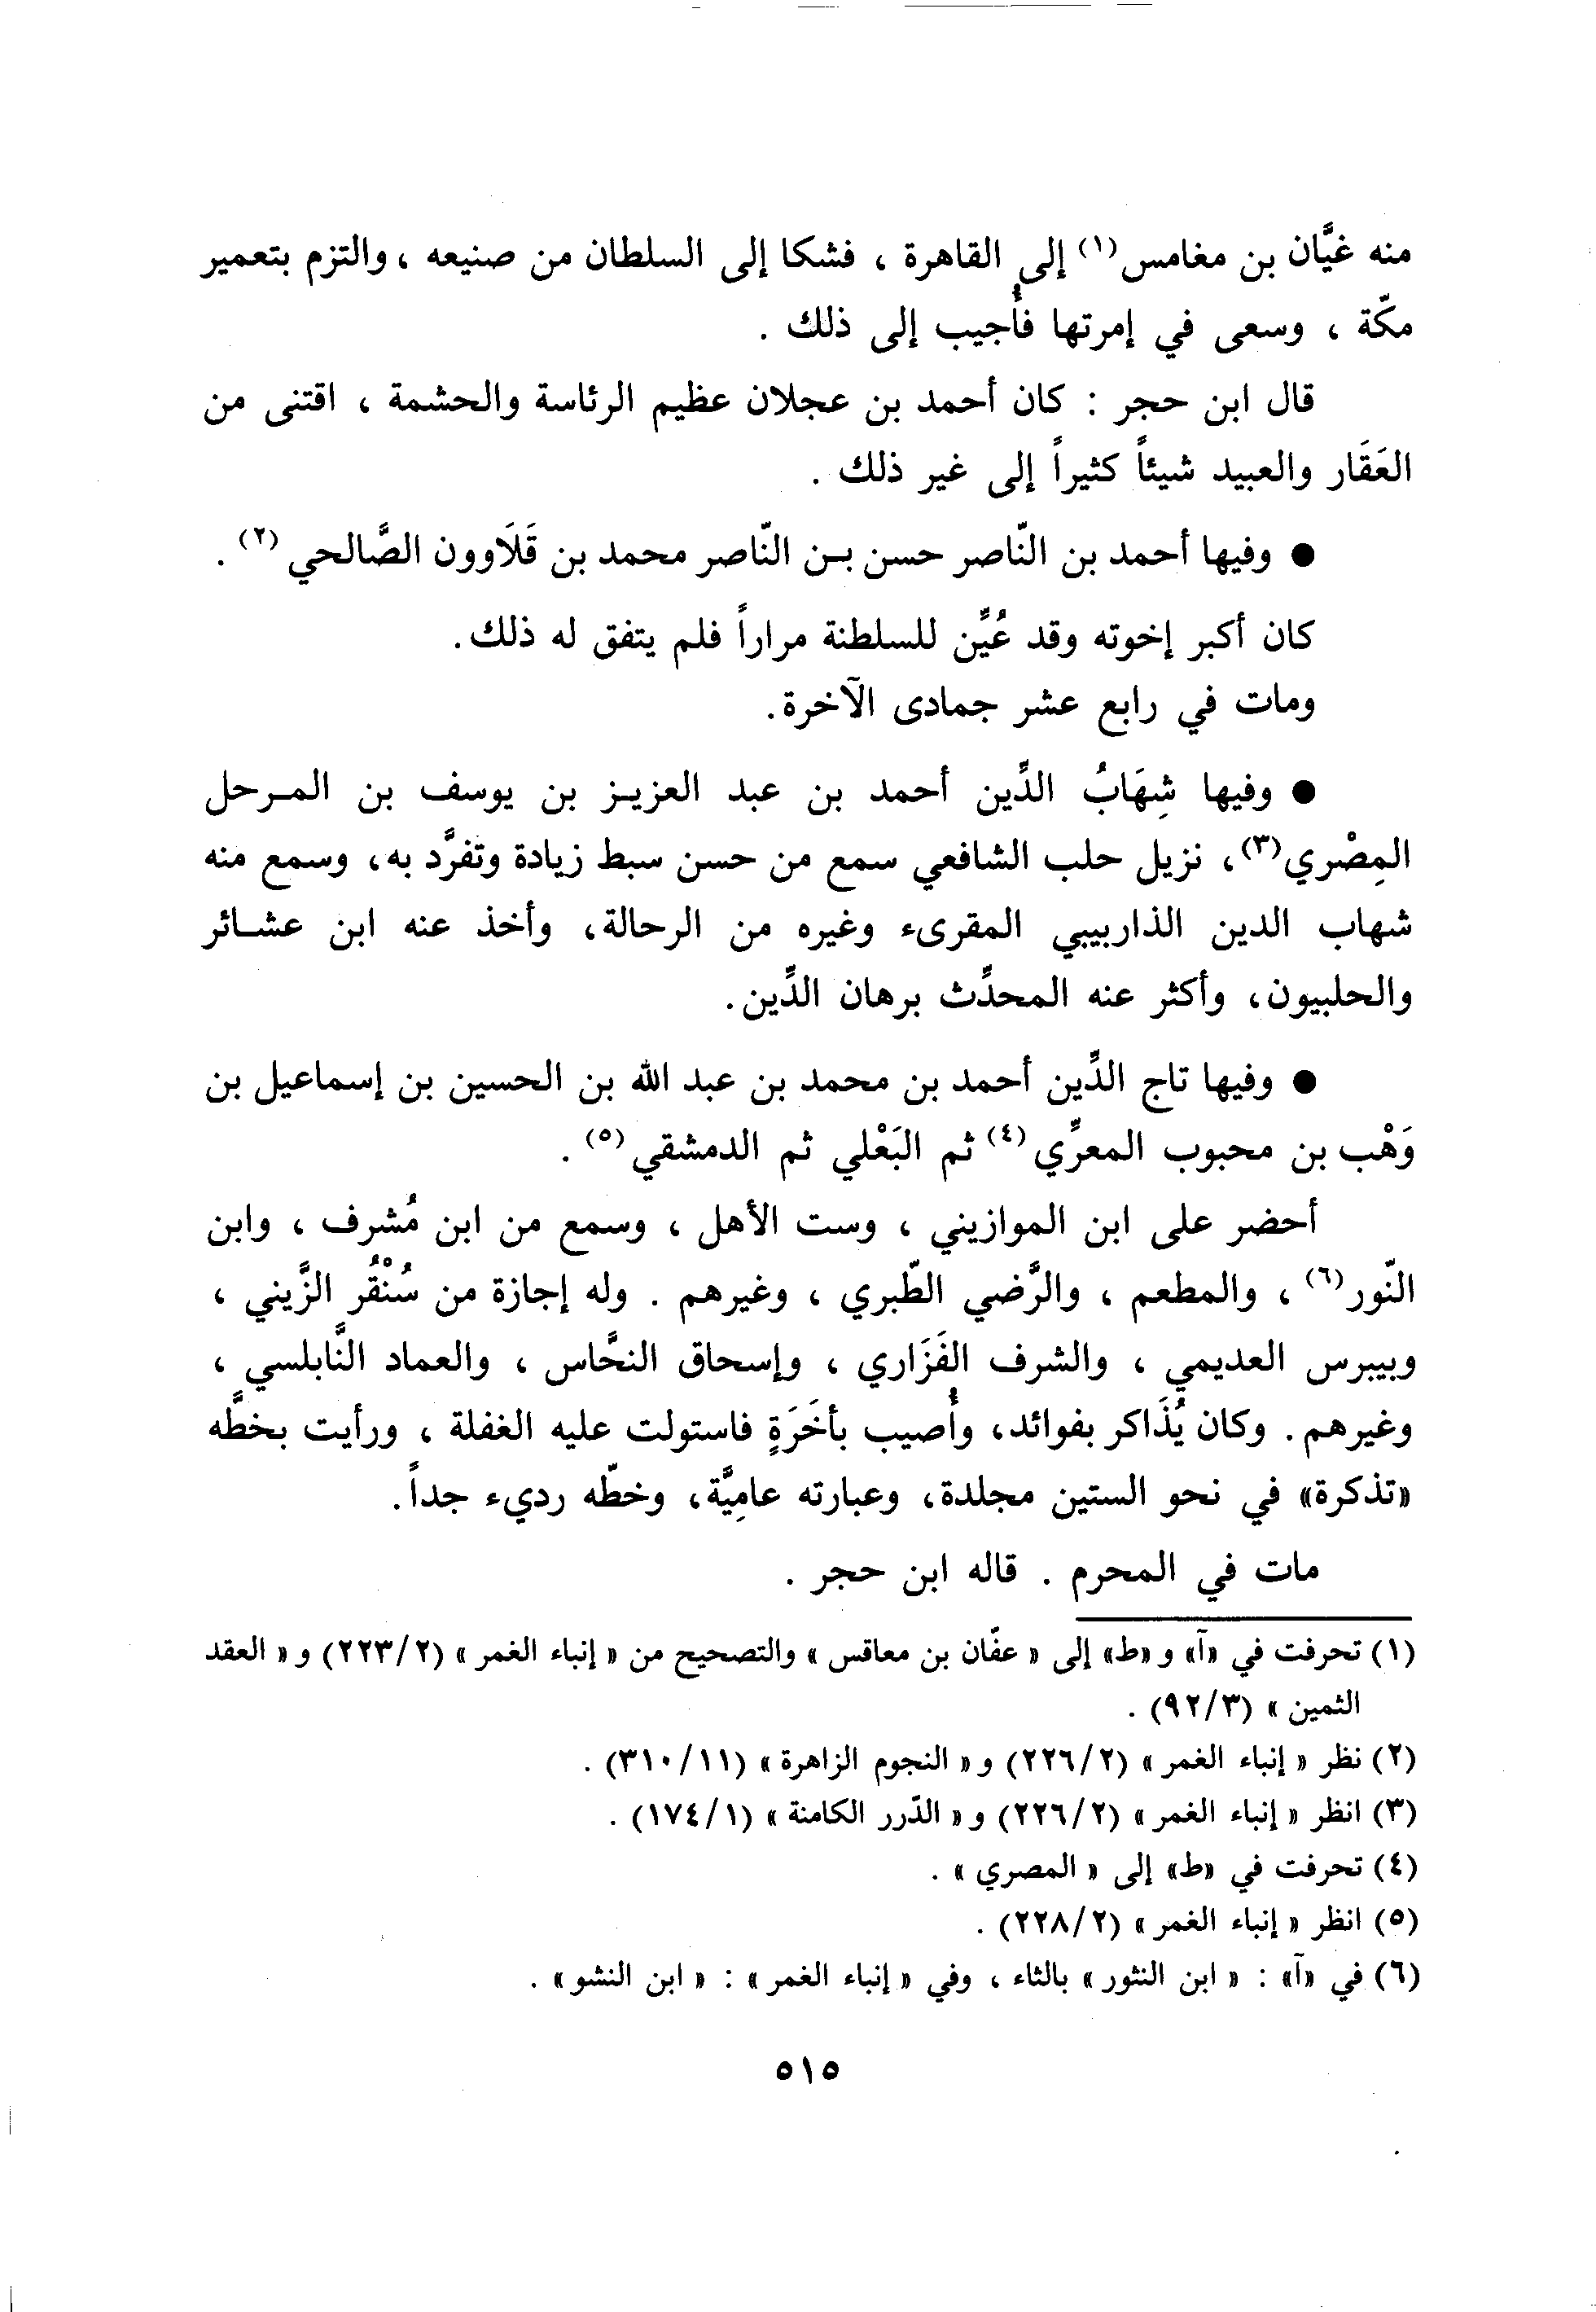 منه غيَّان بن مغامس(١) إلى القاهرة ، فشكا إلى السلطان من صنيعه ، والتزم بتعمير
مكّة ، وسعى في إمرتها فأُجيب إلى ذلك .
قال ابن حجر : كان أحمد بن عجلان عظيم الرئاسة والحشمة ، اقتنى من
العَقَار والعبيد شيئاً كثيراً إلى غير ذلك .
● وفيها أحمد بن النّاصر حسن بـن النّاصر محمد بن قَلَاوون الصَّالحي(٢) .
كان أكبر إخوته وقد عُيِّن للسلطنة مراراً فلم يتفق له ذلك.
ومات في رابع عشر جمادى الآخرة.
● وفيها شِهَابُ الدِّين أحمد بن عبد العزيـز بن يوسف بن المـرحل
المِصْري(٣)، نزيل حلب الشافعي سمع من حسن سبط زيادة وتفرَّد به، وسمع منه
شهاب الدين الذاربيبي المقرىء وغيره من الرحالة، وأخذ عنه ابن عشـائر
والحلبيون، وأكثر عنه المحدِّث برهان الدِّين.
● وفيها تاج الدِّين أحمد بن محمد بن عبد الله بن الحسين بن إسماعيل بن
وَهْب بن محبوب المعرِّي(٤) ثم البَعْلي ثم الدمشقي(٥) .
أحضر على ابن الموازيني ، وست الأهل ، وسمع من ابن مُشرف ، وابن
النّور(٦) ، والمطعم ، والرَّضي الطّبري ، وغيرهم . وله إجازة من سُنْقُر الزَّيني ،
وبيبرس العديمي ، والشرف الفَزَاري ، وإسحاق النحَّاس ، والعماد النَّابلسي ،
وغيرهم . وكان يُذَاكر بفوائد، وأُصيب بأَخَرَةٍ فاستولت عليه الغفلة ، ورأيت بخطَّه
«تذكرة» في نحو الستين مجلدة، وعبارته عامِيَّة، وخطّه رديء جداً.
مات في المحرم . قاله ابن حجر .
(١) تحرفت في «آ» و «ط» إلى « عفّان بن معاقس » والتصحيح من « إنباء الغمر » (٢/ ٢٢٣) و « العقد
الثمين » (٣/ ٩٢) .
(٢) نظر « إنباء الغمر » (٢/ ٢٢٦) و « النجوم الزاهرة » (١١/ ٣١٠) .
(٣) انظر « إنباء الغمر » (٢/ ٢٢٦) و « الدّرر الكامنة » (١/ ١٧٤) .
(٤) تحرفت في «ط» إلى « المصري » .
(٥) انظر « إنباء الغمر » (٢/ ٢٢٨) .
(٦) في «آ» : « ابن النثور » بالثاء ، وفي « إنباء الغمر » : « ابن النشو » .
٥١٥